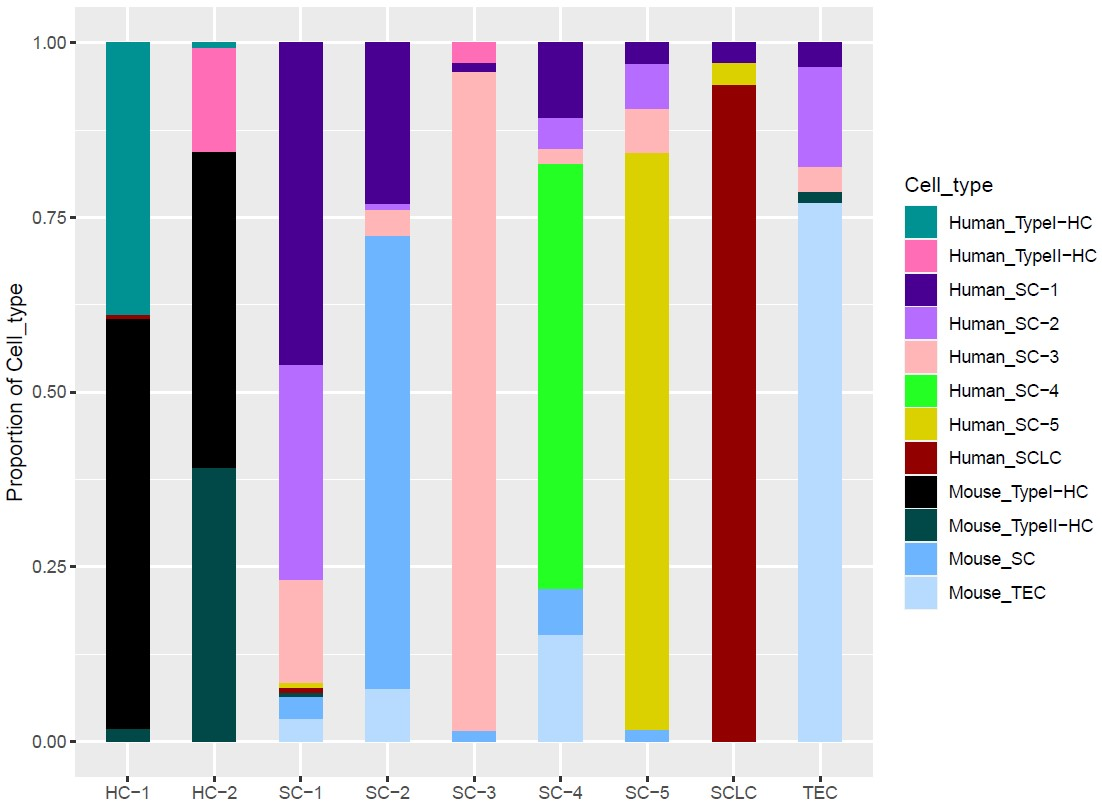 Proportion of Cell_type
1.00
0.75
0.50
0.25
0.00
HC-1 HC-2 SC-1 SC-2 SC-3 SC-4 SC-5 SCLC TEC
Cell_type
Human_TypeI-HC
Human_TypeII-HC
Human_SC-1
Human_SC-2
Human_SC-3
Human_SC-4
Human_SC-5
Human_SCLC
Mouse_TypeI-HC
Mouse_TypeII-HC
Mouse_SC
Mouse_TEC